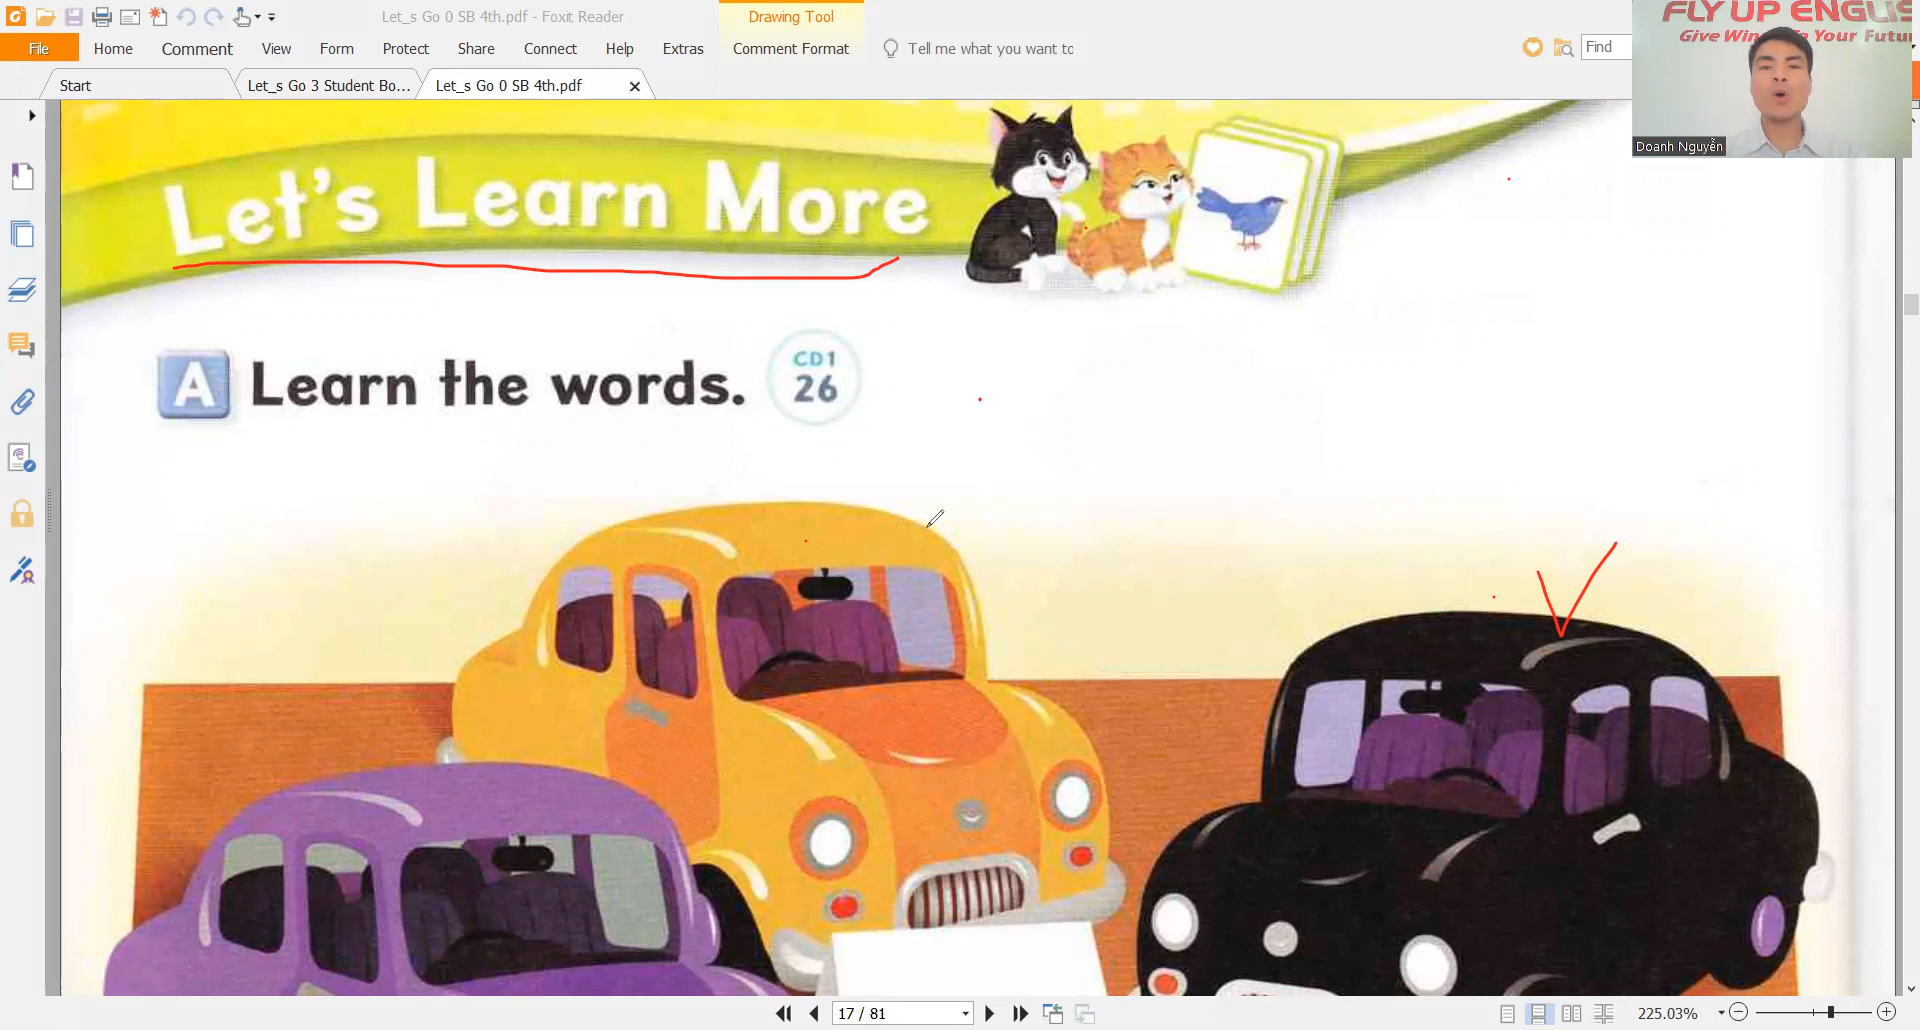 Let_s Go 0 SB 4th.pdf - Foxit Reader
Drawing Tool
File
Home
Comment
View
Form
Protect
Share
Connect
Help
Extras
Comment Format
Tell me what you want to
Find
Start
Let_s Go 3 Student Bo...
Let_s Go 0 SB 4th.pdf
FLY UP ENGLIS
Give Win To Your Futu
Doanh Nguyễn
Let's Learn More
A Learn the words.
CD1
26
17 / 81
225.03%